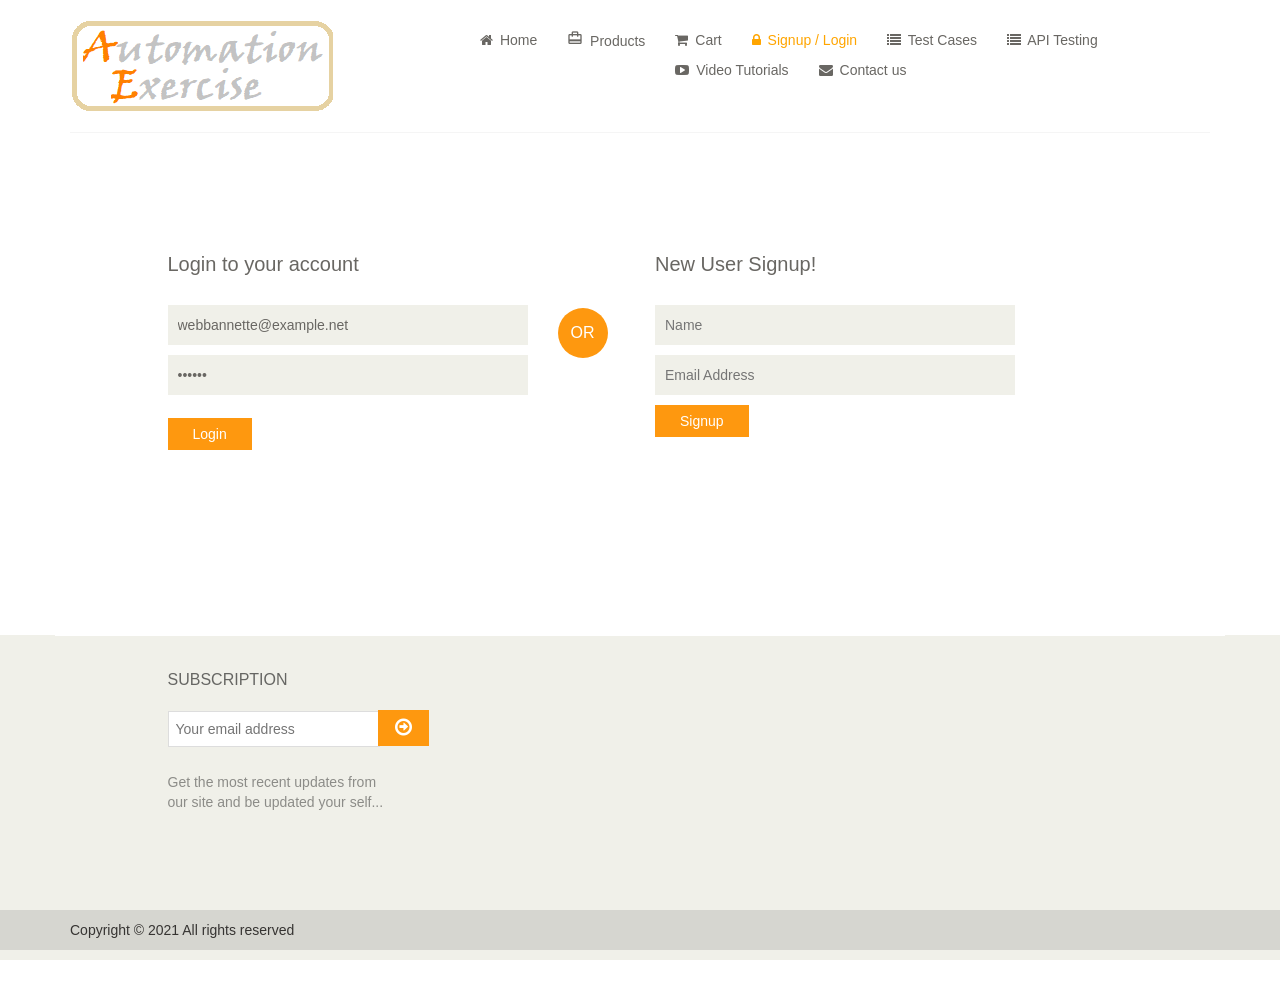 Automation
Exercise
Home
Products
Cart
Signup / Login
Test Cases
API Testing
Video Tutorials
Contact us
Login to your account
webbannette@example.net
••••••
Login
OR
New User Signup!
Name
Email Address
Signup
SUBSCRIPTION
Your email address
Get the most recent updates from
our site and be updated your self...
Copyright © 2021 All rights reserved